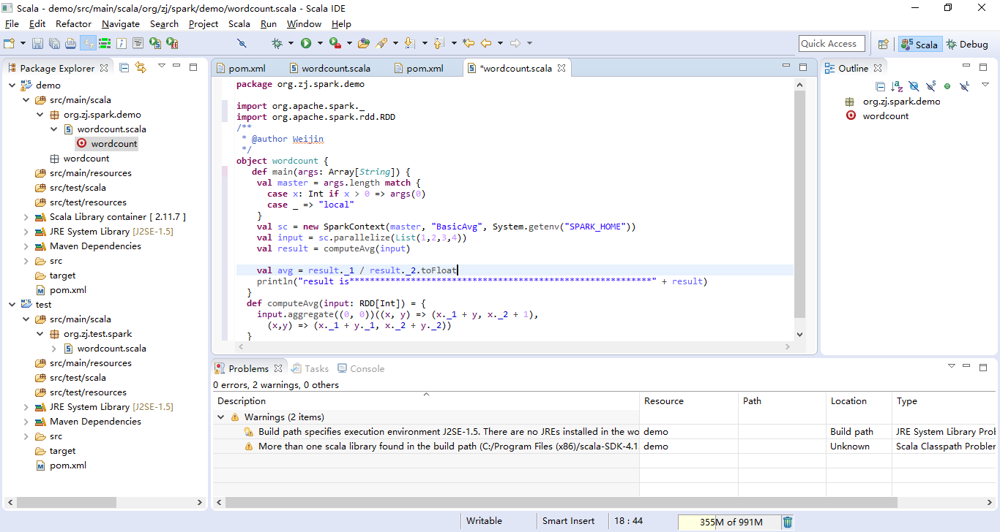 Scala - demo/src/main/scala/org/zj/spark/demo/wordcount.scala - Scala IDE
File Edit Refactor Navigate Search Project Scala Run Window Help
Quick Access
Scala
Debug
Package Explorer
demo
src/main/scala
org.zj.spark.demo
wordcount.scala
wordcount
wordcount
src/main/resources
src/test/scala
src/test/resources
Scala Library container [ 2.11.7 ]
JRE System Library [J2SE-1.5]
Maven Dependencies
src
target
pom.xml
test
src/main/scala
org.zj.test.spark
wordcount.scala
src/main/resources
src/test/scala
src/test/resources
JRE System Library [J2SE-1.5]
Maven Dependencies
src
target
pom.xml
pom.xml wordcount.scala pom.xml *wordcount.scala
package org.zj.spark.demo
import org.apache.spark._
import org.apache.spark.rdd.RDD
/**
* @author Weijin
*/
object wordcount {
def main(args: Array[String]) {
val master = args.length match {
case x: Int if x > 0 => args(0)
case _ => "local"
}
val sc = new SparkContext(master, "BasicAvg", System.getenv("SPARK_HOME"))
val input = sc.parallelize(List(1,2,3,4))
val result = computeAvg(input)
val avg = result._1 / result._2.toFloat
println("result is***********************************************************" + result)
}
def computeAvg(input: RDD[Int]) = {
input.aggregate((0, 0))((x, y) => (x._1 + y, x._2 + 1),
(x,y) => (x._1 + y._1, x._2 + y._2))
}
Outline
org.zj.spark.demo
wordcount
Problems Tasks Console
0 errors, 2 warnings, 0 others
Description Resource Path Location Type
Warnings (2 items)
Build path specifies execution environment J2SE-1.5. There are no JREs installed in the wo demo Build path JRE System Library Prol
More than one scala library found in the build path (C:/Program Files (x86)/scala-SDK-4.1 demo Unknown Scala Classpath Probler
Writable Smart Insert 18 : 44 355M of 991M